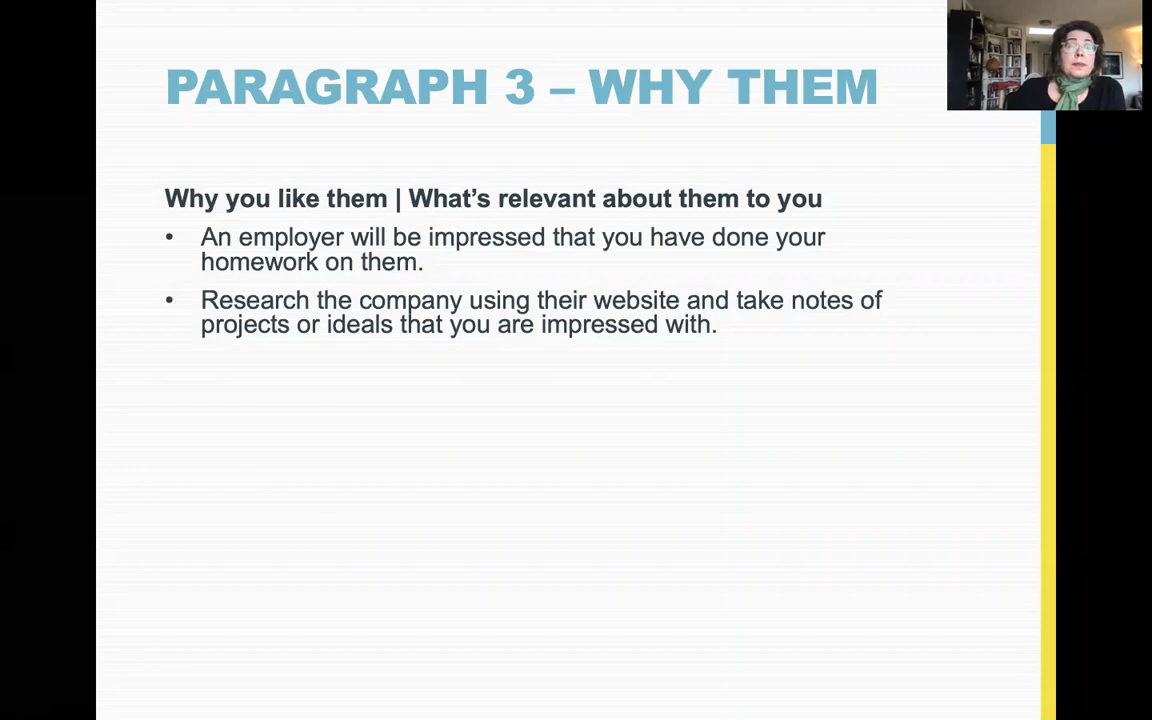 PARAGRAPH 3 – WHY THEM
Why you like them | What's relevant about them to you
• An employer will be impressed that you have done your
homework on them.
• Research the company using their website and take notes of
projects or ideals that you are impressed with.